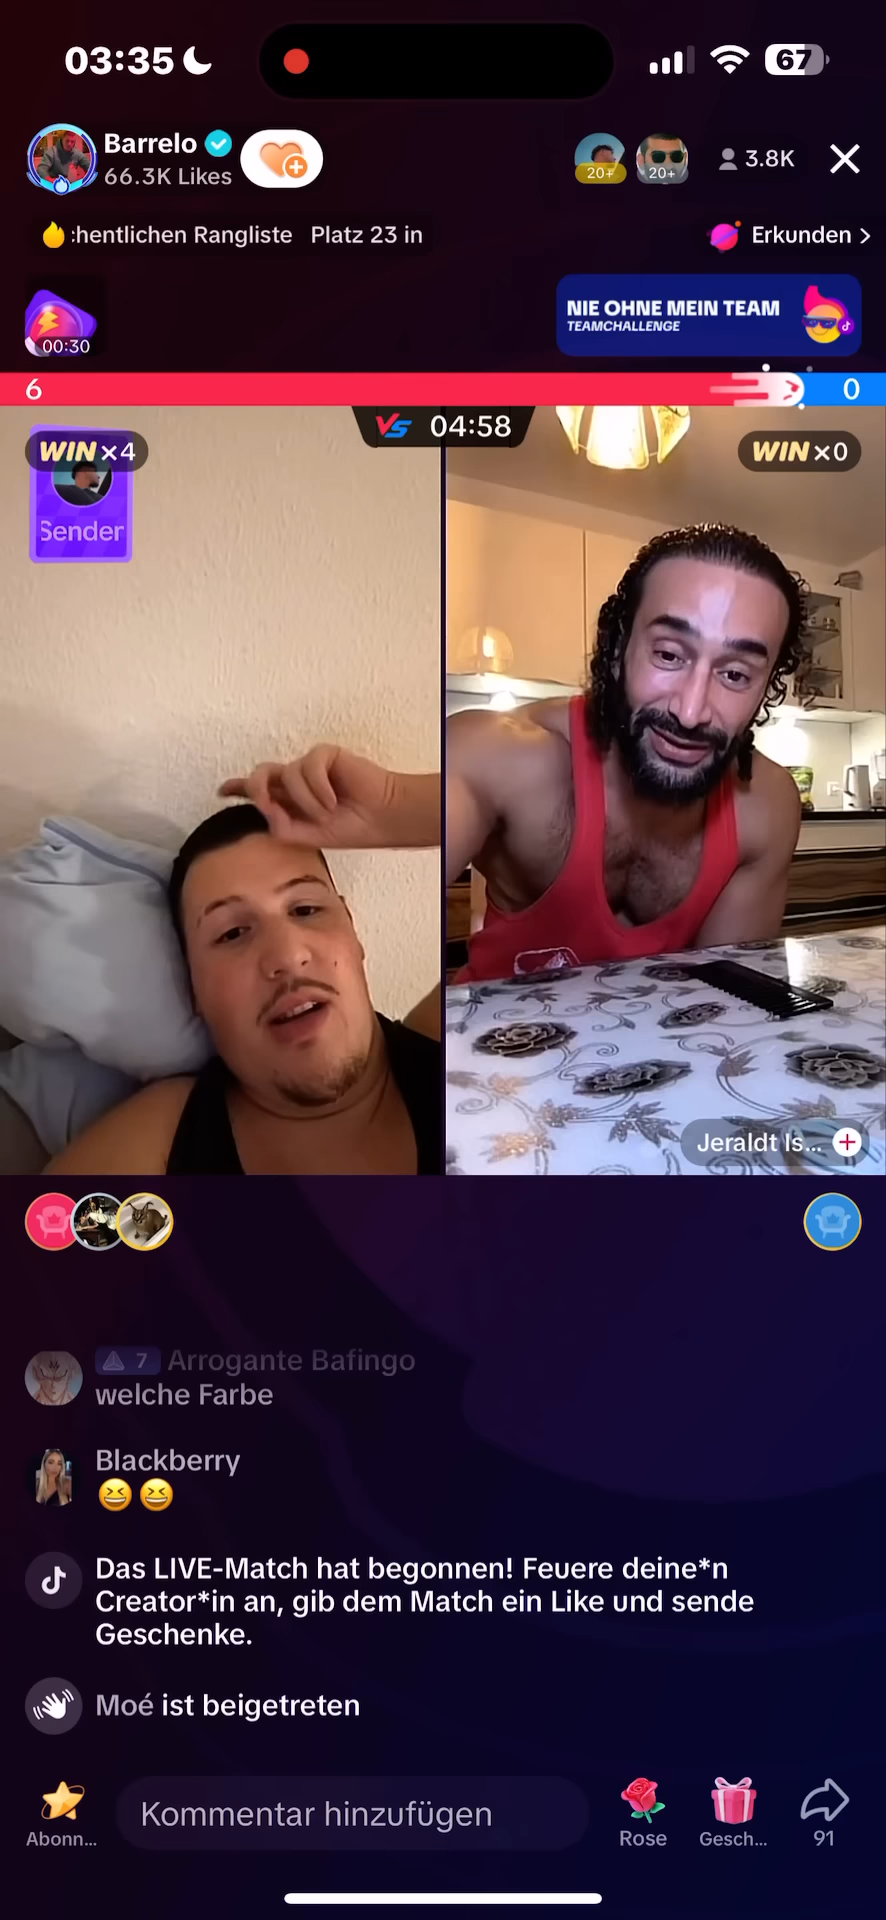 03:35
67
Barrelo
66.3K Likes
20+
20+
3.8K
:hentlichen Rangliste Platz 23 in
Erkunden >
00:30
NIE OHNE MEIN TEAM
TEAMCHALLENGE
6
0
VS 04:58
WIN x4
WIN x0
Sender
Jeraldt Is...
7 Arrogante Bafingo
welche Farbe
Blackberry
😆 😆
Das LIVE-Match hat begonnen! Feuere deine*n
Creator*in an, gib dem Match ein Like und sende
Geschenke.
Moé ist beigetreten
Abonn...
Kommentar hinzufügen
Rose
Gesch...
91